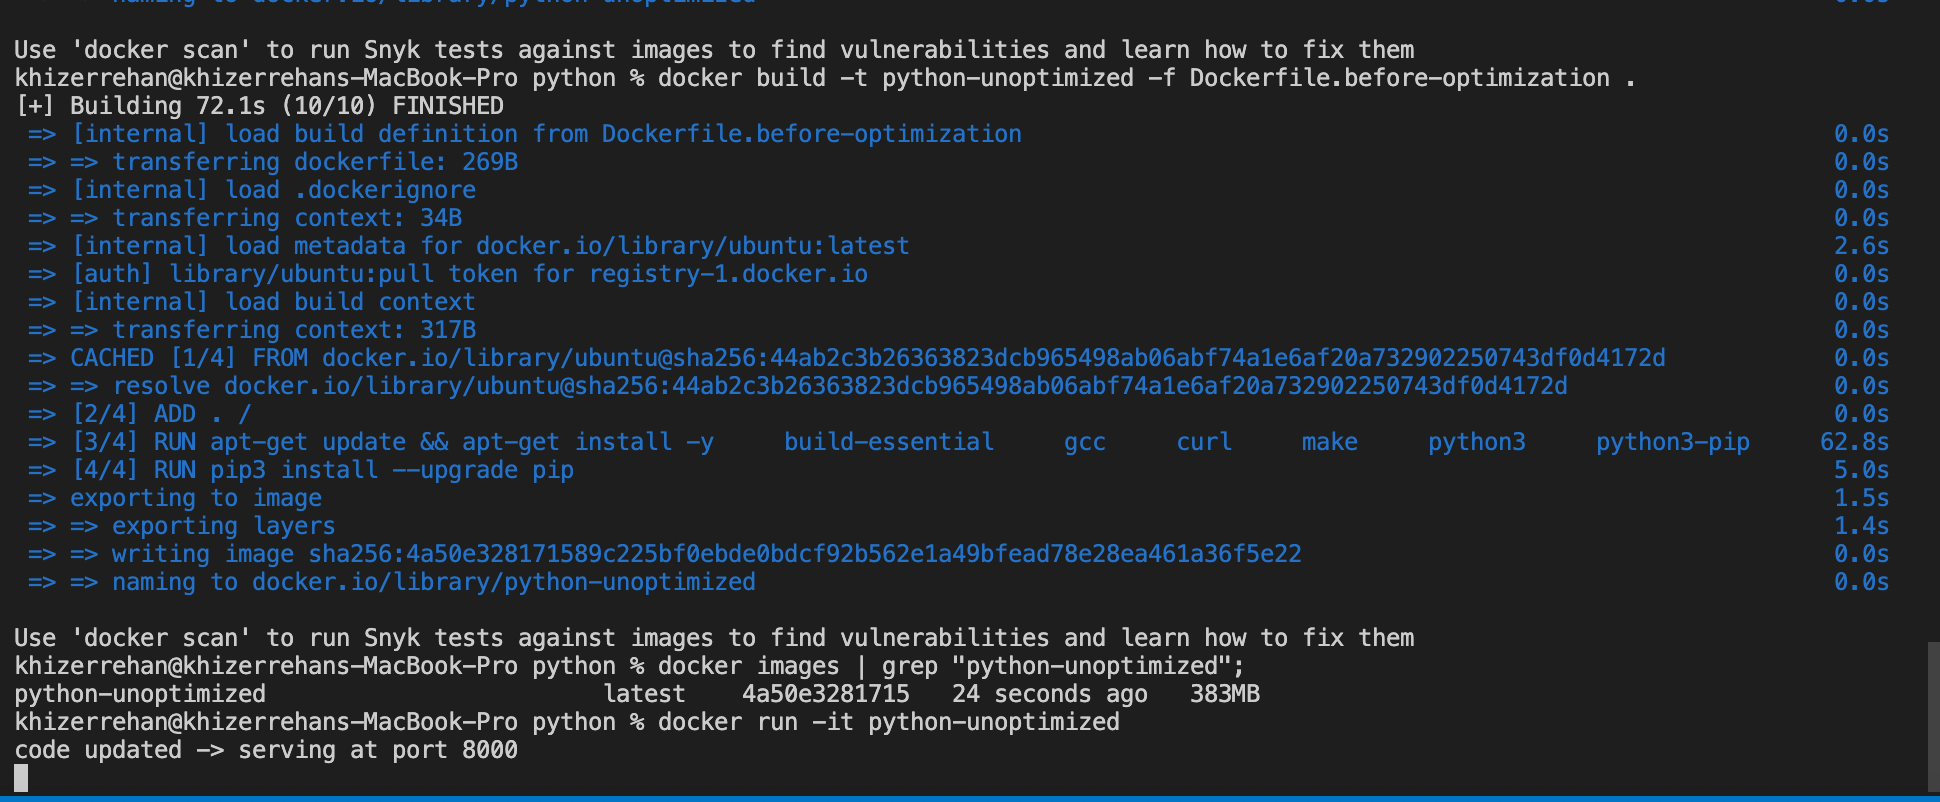 naming to docker.io/library/python-unoptimized 0.0s
Use 'docker scan' to run Snyk tests against images to find vulnerabilities and learn how to fix them
khizerrehan@khizerrehans-MacBook-Pro python % docker build -t python-unoptimized -f Dockerfile.before-optimization .
[+] Building 72.1s (10/10) FINISHED
=> [internal] load build definition from Dockerfile.before-optimization 0.0s
=> => transferring dockerfile: 269B 0.0s
=> [internal] load .dockerignore 0.0s
=> => transferring context: 34B 0.0s
=> [internal] load metadata for docker.io/library/ubuntu:latest 2.6s
=> [auth] library/ubuntu:pull token for registry-1.docker.io 0.0s
=> [internal] load build context 0.0s
=> => transferring context: 317B 0.0s
=> CACHED [1/4] FROM docker.io/library/ubuntu@sha256:44ab2c3b26363823dcb965498ab06abf74a1e6af20a732902250743df0d4172d 0.0s
=> => resolve docker.io/library/ubuntu@sha256:44ab2c3b26363823dcb965498ab06abf74a1e6af20a732902250743df0d4172d 0.0s
=> [2/4] ADD . / 0.0s
=> [3/4] RUN apt-get update && apt-get install -y     build-essential     gcc     curl     make     python3     python3-pip 62.8s
=> [4/4] RUN pip3 install --upgrade pip 5.0s
=> exporting to image 1.5s
=> => exporting layers 1.4s
=> => writing image sha256:4a50e328171589c225bf0ebde0bdcf92b562e1a49bfead78e28ea461a36f5e22 0.0s
=> => naming to docker.io/library/python-unoptimized 0.0s
Use 'docker scan' to run Snyk tests against images to find vulnerabilities and learn how to fix them
khizerrehan@khizerrehans-MacBook-Pro python % docker images | grep "python-unoptimized";
python-unoptimized latest 4a50e3281715 24 seconds ago 383MB
khizerrehan@khizerrehans-MacBook-Pro python % docker run -it python-unoptimized
code updated -> serving at port 8000